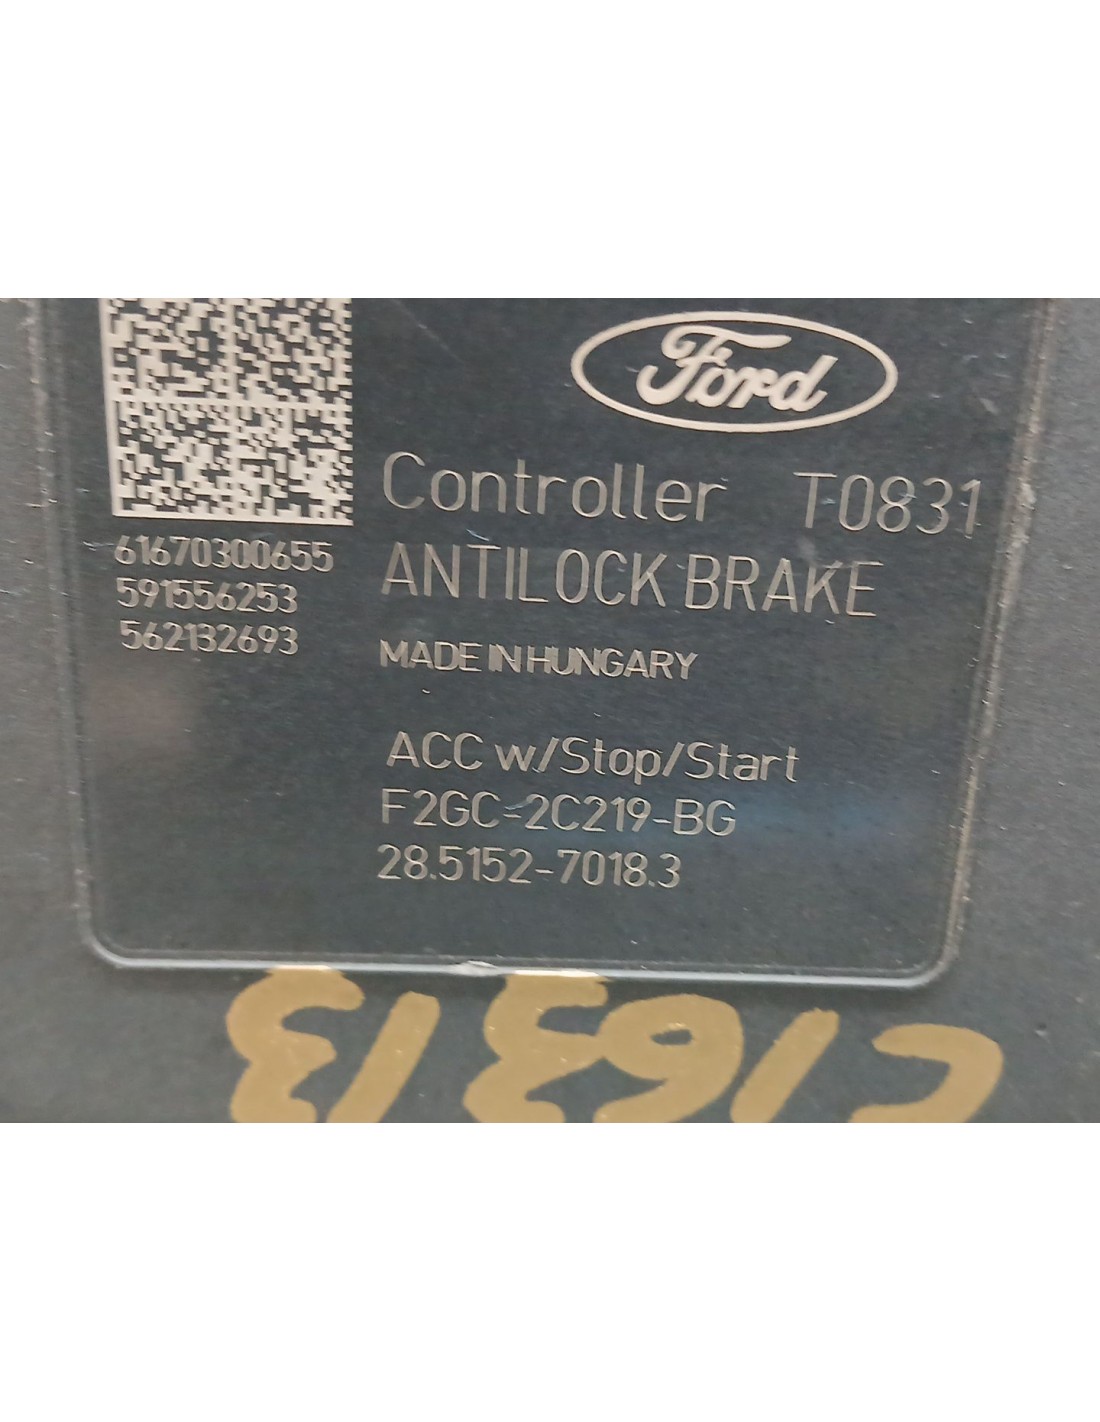 Ford
Controller T0831
ANTILOCK BRAKE
MADE IN HUNGARY
61670300655
591556253
562132693
ACC w/Stop/Start
F2GC-2C219-BG
28.5152-7018.3